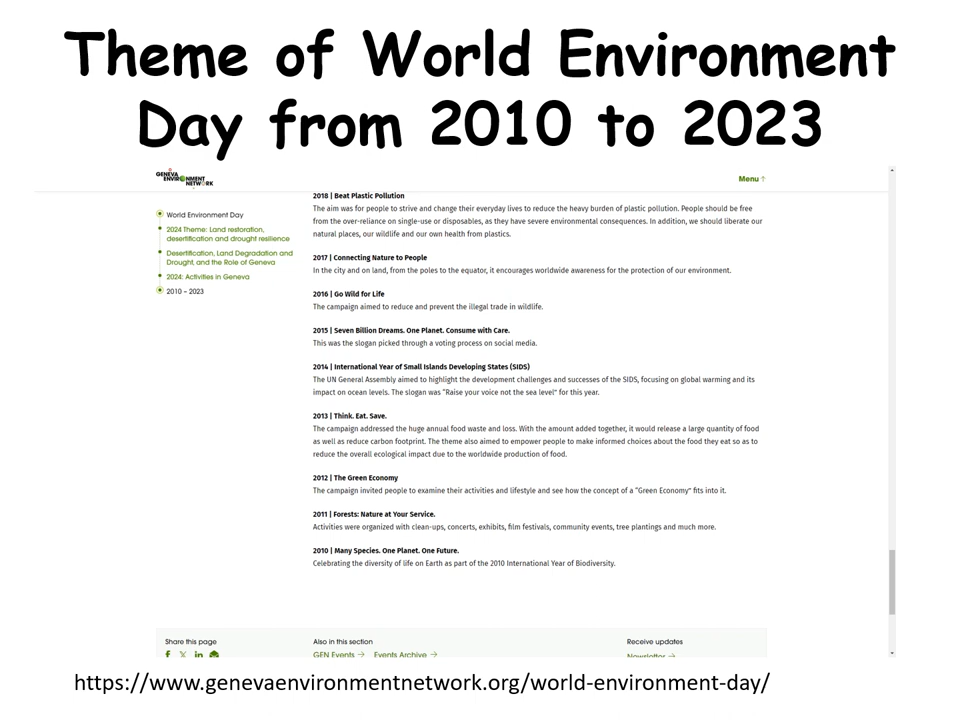 Theme of World Environment
Day from 2010 to 2023
GENEVA
ENVIRONMENT
NETWORK
Menu ↑
World Environment Day
2024 Theme: Land restoration,
desertification and drought resilience
Desertification, Land Degradation and
Drought, and the Role of Geneva
2024: Activities in Geneva
2010 – 2023
2018 | Beat Plastic Pollution
The aim was for people to strive and change their everyday lives to reduce the heavy burden of plastic pollution. People should be free
from the over-reliance on single-use or disposables, as they have severe environmental consequences. In addition, we should liberate our
natural places, our wildlife and our own health from plastics.
2017 | Connecting Nature to People
In the city and on land, from the poles to the equator, it encourages worldwide awareness for the protection of our environment.
2016 | Go Wild for Life
The campaign aimed to reduce and prevent the illegal trade in wildlife.
2015 | Seven Billion Dreams. One Planet. Consume with Care.
This was the slogan picked through a voting process on social media.
2014 | International Year of Small Islands Developing States (SIDS)
The UN General Assembly aimed to highlight the development challenges and successes of the SIDS, focusing on global warming and its
impact on ocean levels. The slogan was “Raise your voice not the sea level” for this year.
2013 | Think. Eat. Save.
The campaign addressed the huge annual food waste and loss. With the amount added together, it would release a large quantity of food
as well as reduce carbon footprint. The theme also aimed to empower people to make informed choices about the food they eat so as to
reduce the overall ecological impact due to the worldwide production of food.
2012 | The Green Economy
The campaign invited people to examine their activities and lifestyle and see how the concept of a “Green Economy” fits into it.
2011 | Forests: Nature at Your Service.
Activities were organized with clean-ups, concerts, exhibits, film festivals, community events, tree plantings and much more.
2010 | Many Species. One Planet. One Future.
Celebrating the diversity of life on Earth as part of the 2010 International Year of Biodiversity.
Share this page
Also in this section
GEN Events → Events Archive →
Receive updates
Newsletter →
https://www.genevaenvironmentnetwork.org/world-environment-day/